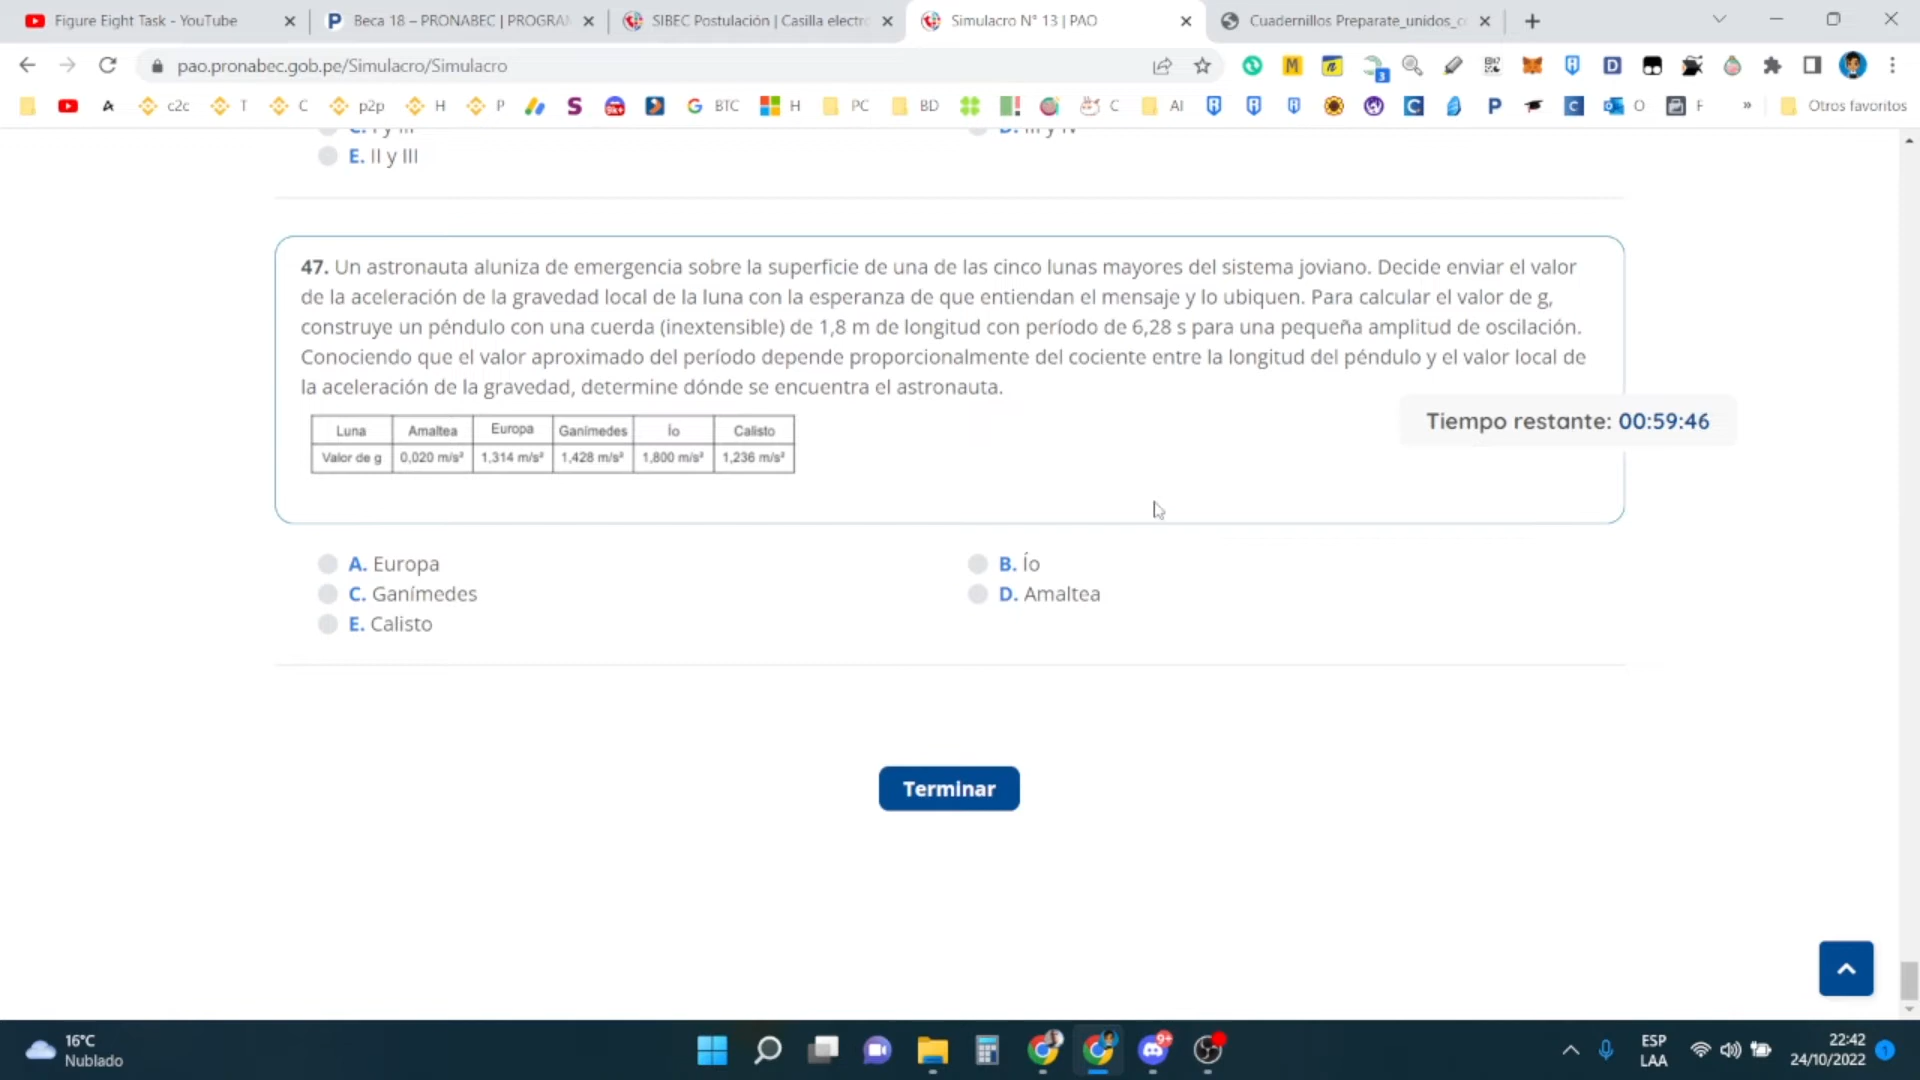 Figure Eight Task - YouTube
Beca 18 – PRONABEC | PROGRAM
SIBEC Postulación | Casilla electró
Simulacro N° 13 | PAO
Cuadernillos Preparate_unidos_c
pao.pronabec.gob.pe/Simulacro/Simulacro
c2c T C p2p H P BTC H PC BD C AI O F » Otros favoritos
C. I y III
D. III y IV
E. II y III
47. Un astronauta aluniza de emergencia sobre la superficie de una de las cinco lunas mayores del sistema joviano. Decide enviar el valor
de la aceleración de la gravedad local de la luna con la esperanza de que entiendan el mensaje y lo ubiquen. Para calcular el valor de g,
construye un péndulo con una cuerda (inextensible) de 1,8 m de longitud con período de 6,28 s para una pequeña amplitud de oscilación.
Conociendo que el valor aproximado del período depende proporcionalmente del cociente entre la longitud del péndulo y el valor local de
la aceleración de la gravedad, determine dónde se encuentra el astronauta.
Tiempo restante: 00:59:46
Luna Amaltea Europa Ganímedes Ío Calisto
Valor de g 0,020 m/s² 1,314 m/s² 1,428 m/s² 1,800 m/s² 1,236 m/s²
A. Europa
B. Ío
C. Ganímedes
D. Amaltea
E. Calisto
Terminar
16°C
Nublado
ESP
LAA
22:42
24/10/2022